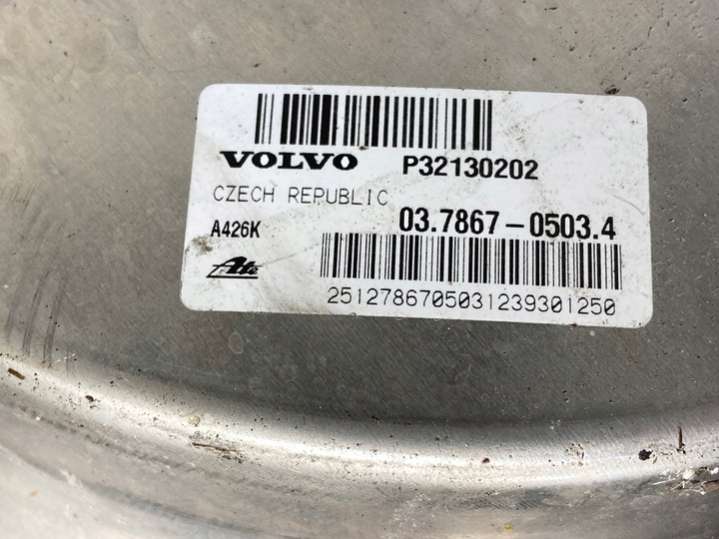 VOLVO P32130202
CZECH REPUBLIC
A426K 03.7867-0503.4
Ate
2512786705031239301250